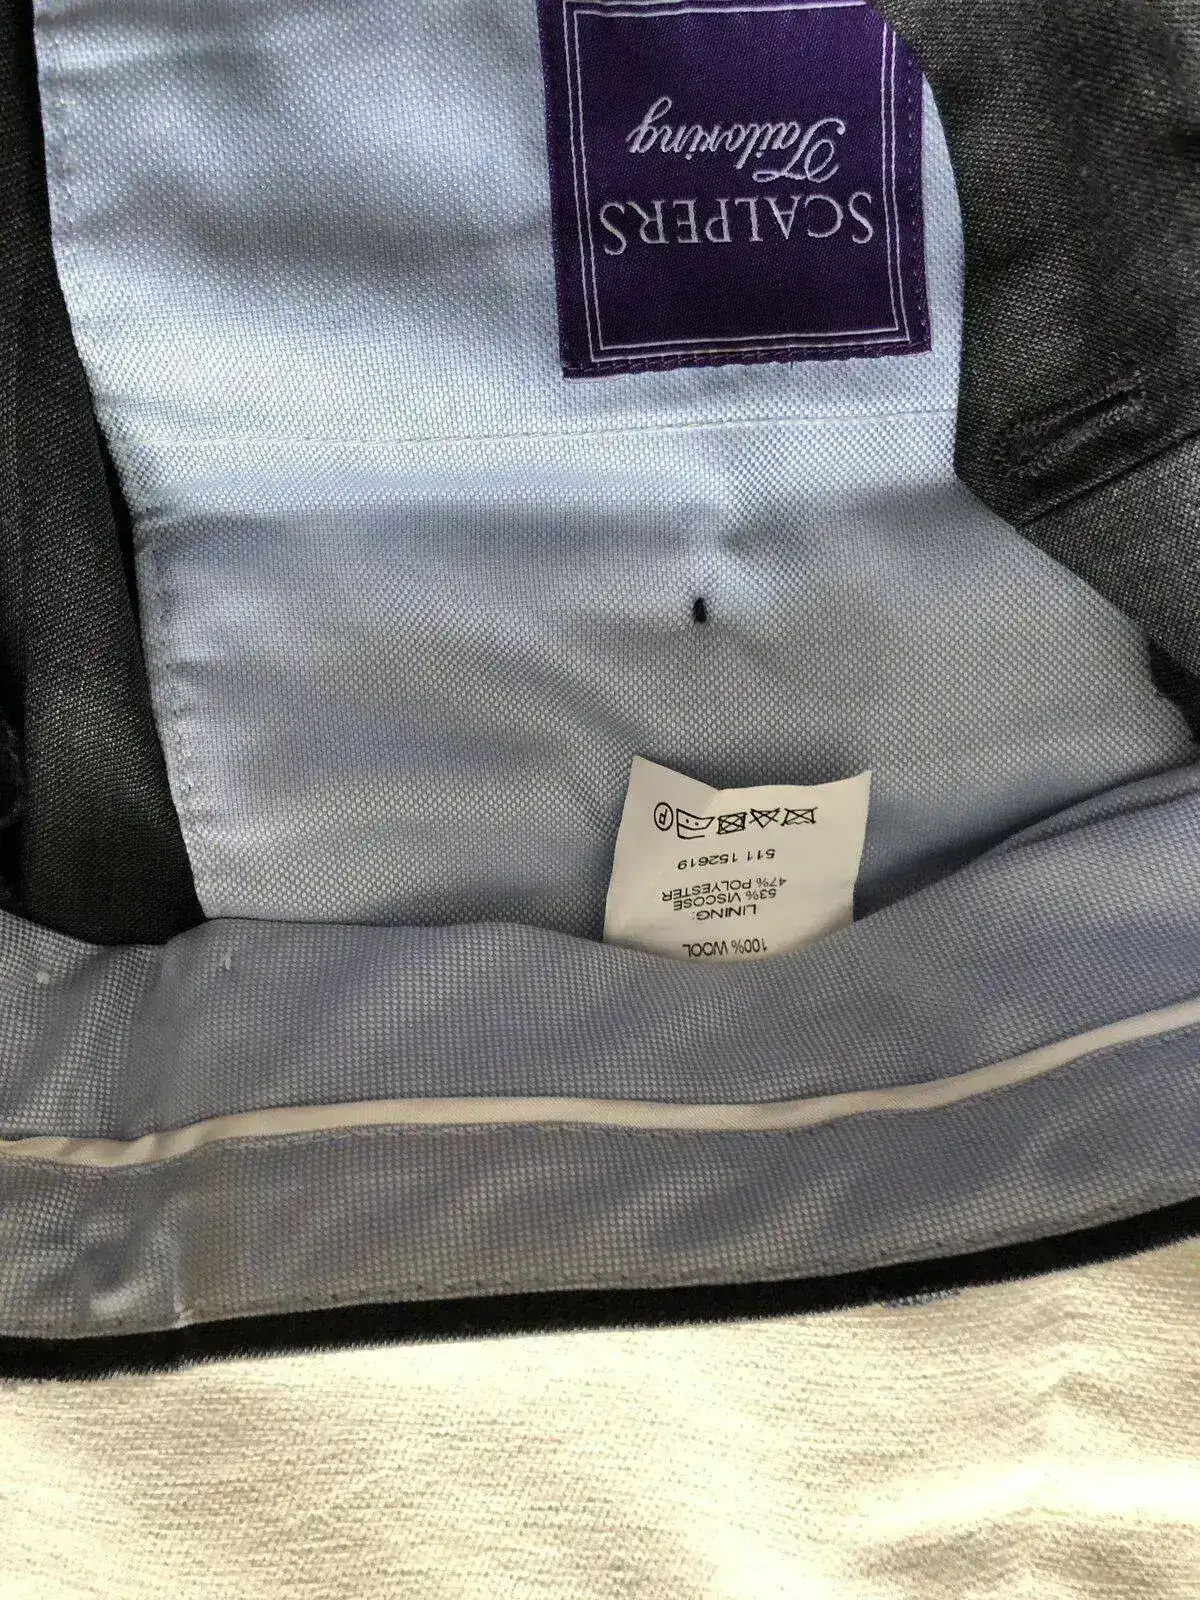 SCALPERS
Tailoring
100% WOOL
LINING:
53% VISCOSE
47% POLYESTER
511 152619
P